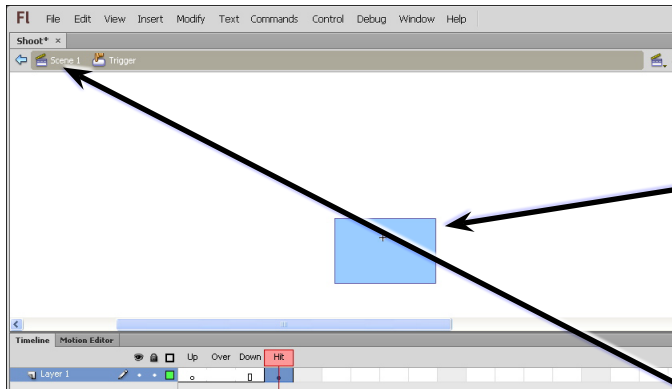 Fl File Edit View Insert Modify Text Commands Control Debug Window Help
Shoot* ×
Scene 1 Trigger
Timeline Motion Editor
Up Over Down Hit
Layer 1